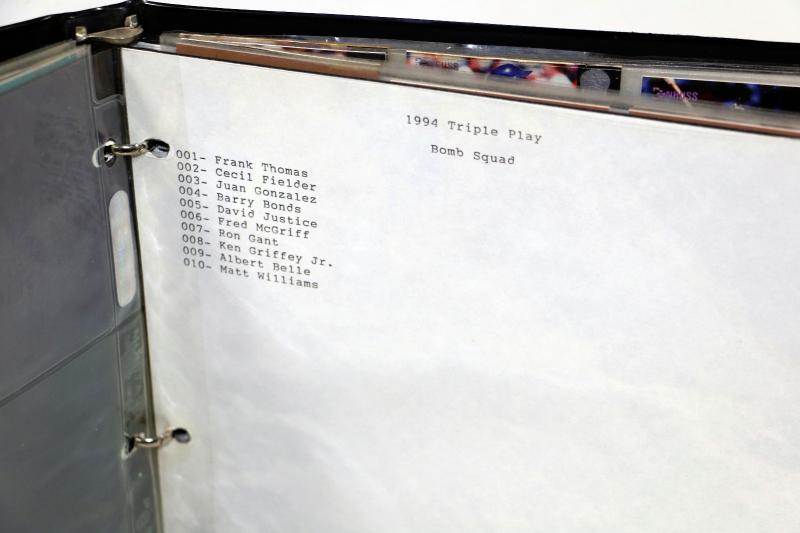 1994 Triple Play
Bomb Squad
001- Frank Thomas
002- Cecil Fielder
003- Juan Gonzalez
004- Barry Bonds
005- David Justice
006- Fred McGriff
007- Ron Gant
008- Ken Griffey Jr.
009- Albert Belle
010- Matt Williams